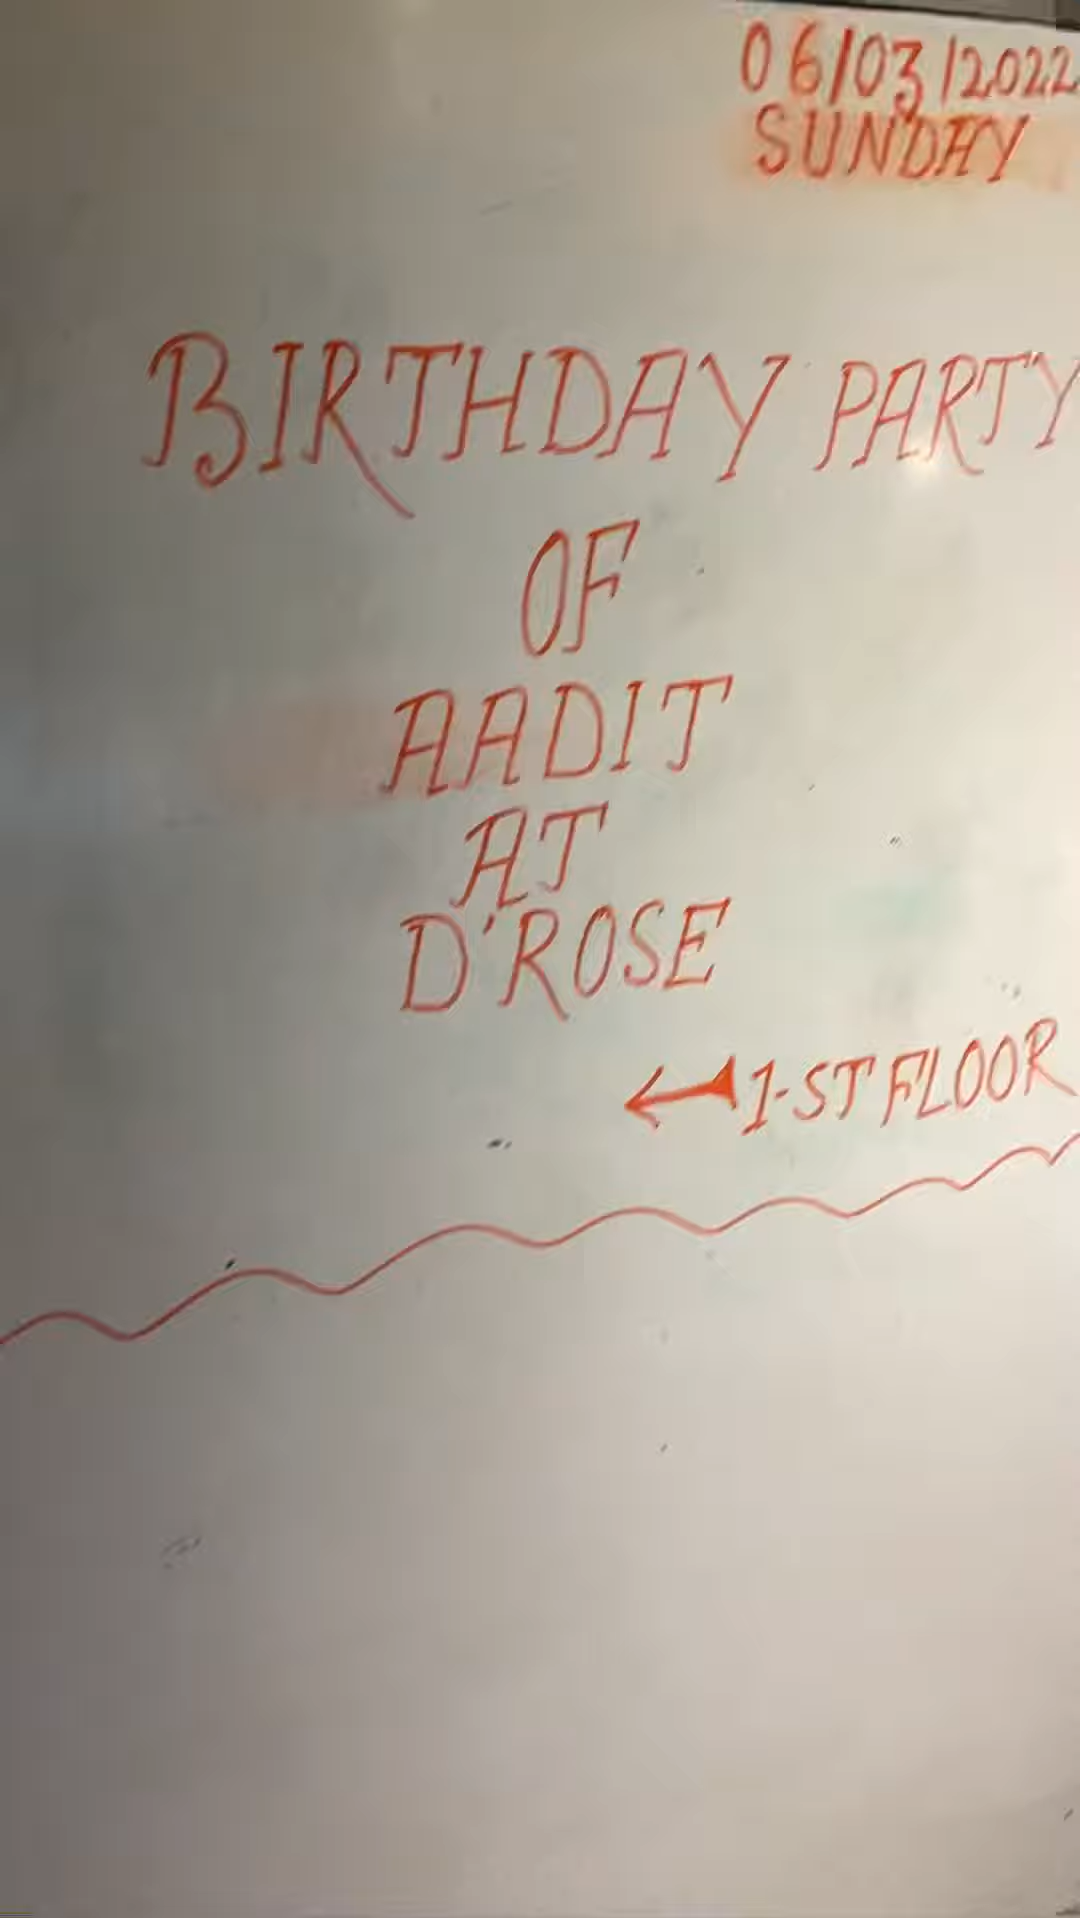 06/03/2022
SUNDAY
BIRTHDAY PARTY
OF
AADIT
AT
D'ROSE
1-ST FLOOR